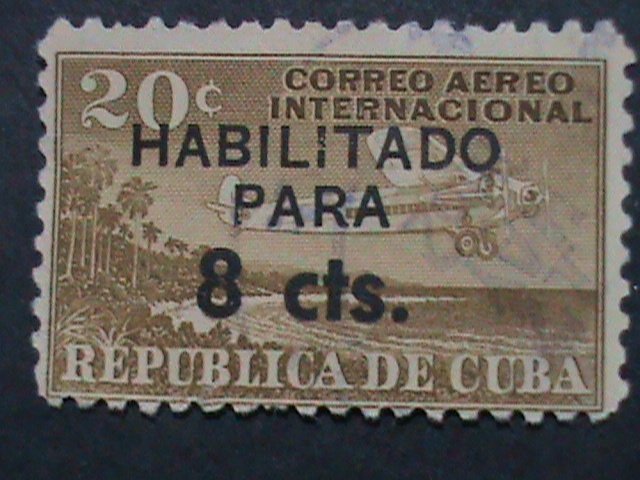 20¢
CORREO AEREO
INTERNACIONAL
HABILiTADO
PARA
8 cts.
REPUBLICA DE CUBA